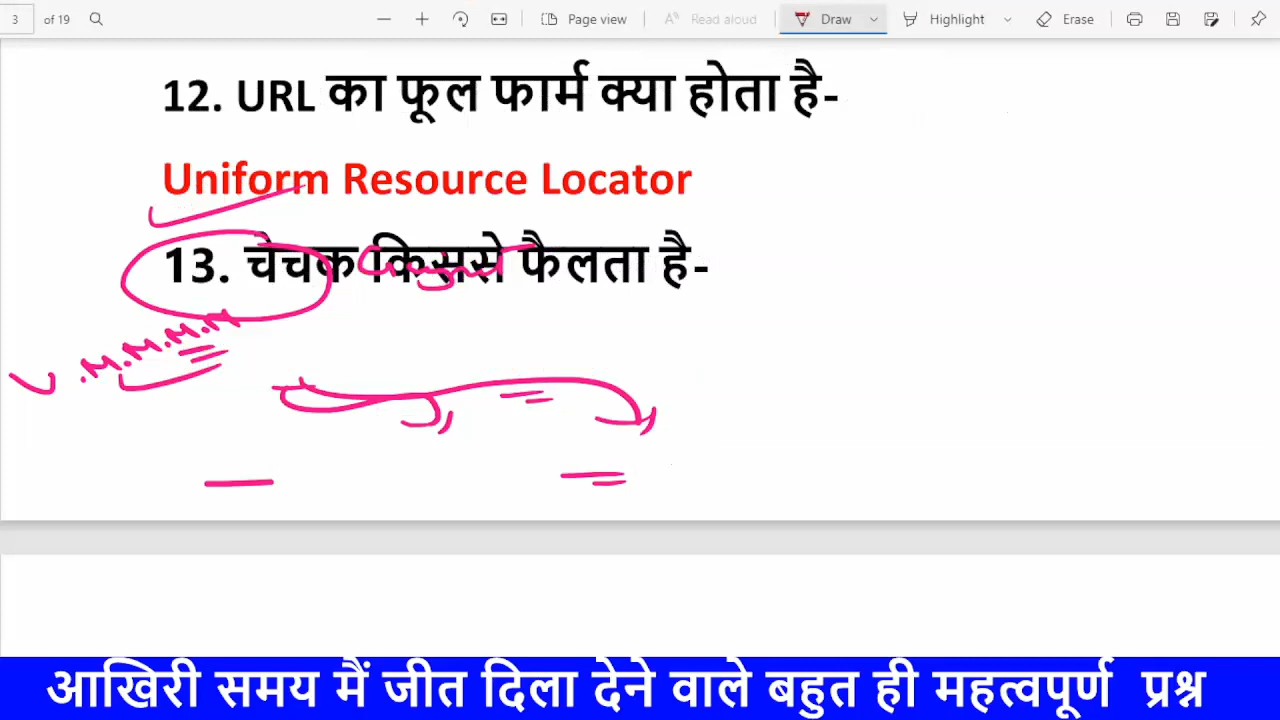 3 of 19 Page view Read aloud Draw Highlight Erase
12. URL का फूल फार्म क्या होता है-
Uniform Resource Locator
13. चेचक किससे फैलता है-
V .M.M.M.M
आखिरी समय मैं जीत दिला देने वाले बहुत ही महत्वपूर्ण प्रश्न